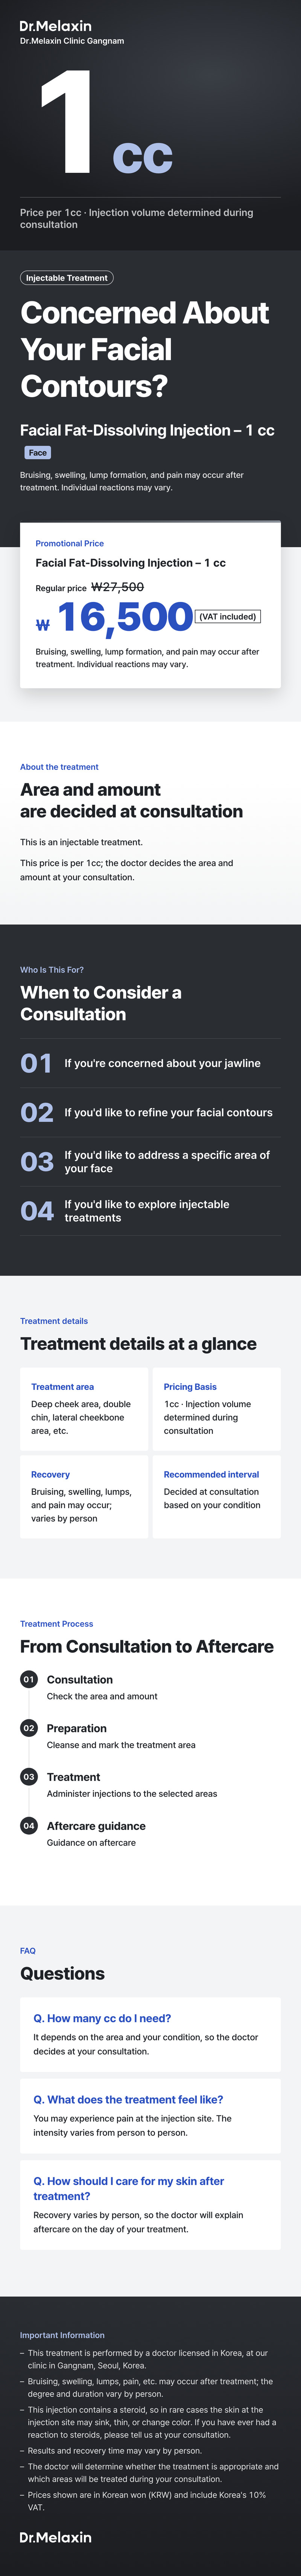 Dr.Melaxin
Dr.Melaxin Clinic Gangnam
1 cc
Price per 1cc · Injection volume determined during
consultation
Injectable Treatment
Concerned About
Your Facial
Contours?
Facial Fat-Dissolving Injection – 1 cc
Face
Bruising, swelling, lump formation, and pain may occur after
treatment. Individual reactions may vary.
Promotional Price
Facial Fat-Dissolving Injection – 1 cc
Regular price ₩27,500
₩ 16,500 (VAT included)
Bruising, swelling, lump formation, and pain may occur after
treatment. Individual reactions may vary.
About the treatment
Area and amount
are decided at consultation
This is an injectable treatment.
This price is per 1cc; the doctor decides the area and
amount at your consultation.
Who Is This For?
When to Consider a
Consultation
01 If you're concerned about your jawline
02 If you'd like to refine your facial contours
03 If you'd like to address a specific area of
your face
04 If you'd like to explore injectable
treatments
Treatment details
Treatment details at a glance
Treatment area
Deep cheek area, double
chin, lateral cheekbone
area, etc.
Pricing Basis
1cc · Injection volume
determined during
consultation
Recovery
Bruising, swelling, lumps,
and pain may occur;
varies by person
Recommended interval
Decided at consultation
based on your condition
Treatment Process
From Consultation to Aftercare
01 Consultation
Check the area and amount
02 Preparation
Cleanse and mark the treatment area
03 Treatment
Administer injections to the selected areas
04 Aftercare guidance
Guidance on aftercare
FAQ
Questions
Q. How many cc do I need?
It depends on the area and your condition, so the doctor
decides at your consultation.
Q. What does the treatment feel like?
You may experience pain at the injection site. The
intensity varies from person to person.
Q. How should I care for my skin after
treatment?
Recovery varies by person, so the doctor will explain
aftercare on the day of your treatment.
Important Information
– This treatment is performed by a doctor licensed in Korea, at our
clinic in Gangnam, Seoul, Korea.
– Bruising, swelling, lumps, pain, etc. may occur after treatment; the
degree and duration vary by person.
– This injection contains a steroid, so in rare cases the skin at the
injection site may sink, thin, or change color. If you have ever had a
reaction to steroids, please tell us at your consultation.
– Results and recovery time may vary by person.
– The doctor will determine whether the treatment is appropriate and
which areas will be treated during your consultation.
– Prices shown are in Korean won (KRW) and include Korea's 10%
VAT.
Dr.Melaxin